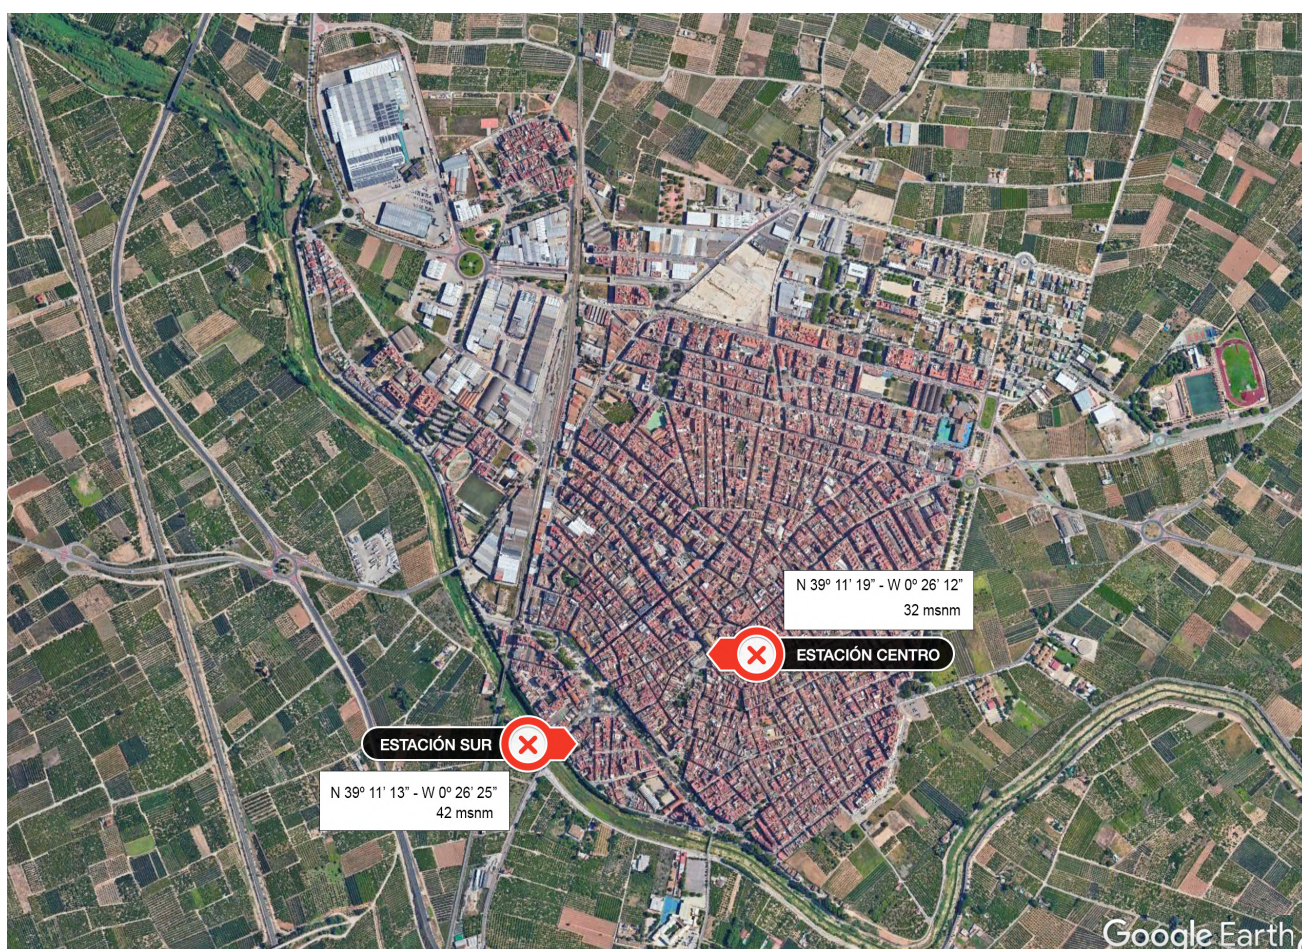 N 39º 11’ 19” - W 0º 26’ 12”
32 msnm
ESTACIÓN CENTRO
ESTACIÓN SUR
N 39º 11’ 13” - W 0º 26’ 25”
42 msnm
Google Earth